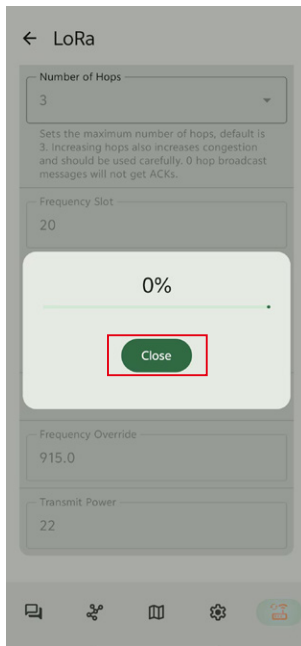 LoRa
Number of Hops
3
Sets the maximum number of hops, default is
3. Increasing hops also increases congestion
and should be used carefully. 0 hop broadcast
messages will not get ACKs.
Frequency Slot
20
0%
Close
Frequency Override
915.0
Transmit Power
22